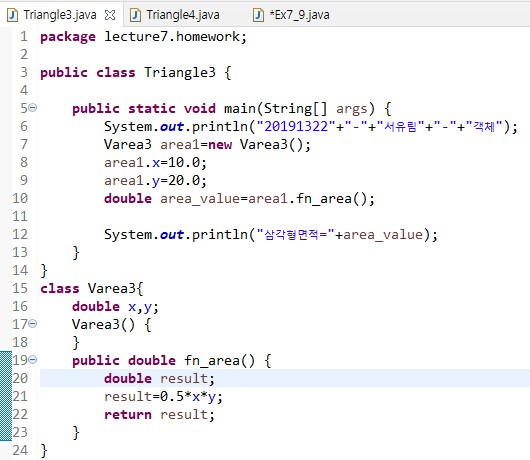 Triangle3.java Triangle4.java *Ex7_9.java
1 package lecture7.homework;
2
3 public class Triangle3 {
4
5 public static void main(String[] args) {
6 System.out.println("20191322"+"-"+"서유림"+"-"+"객체");
7 Varea3 area1=new Varea3();
8 area1.x=10.0;
9 area1.y=20.0;
10 double area_value=area1.fn_area();
11
12 System.out.println("삼각형면적="+area_value);
13 }
14 }
15 class Varea3{
16 double x,y;
17 Varea3() {
18 }
19 public double fn_area() {
20 double result;
21 result=0.5*x*y;
22 return result;
23 }
24 }